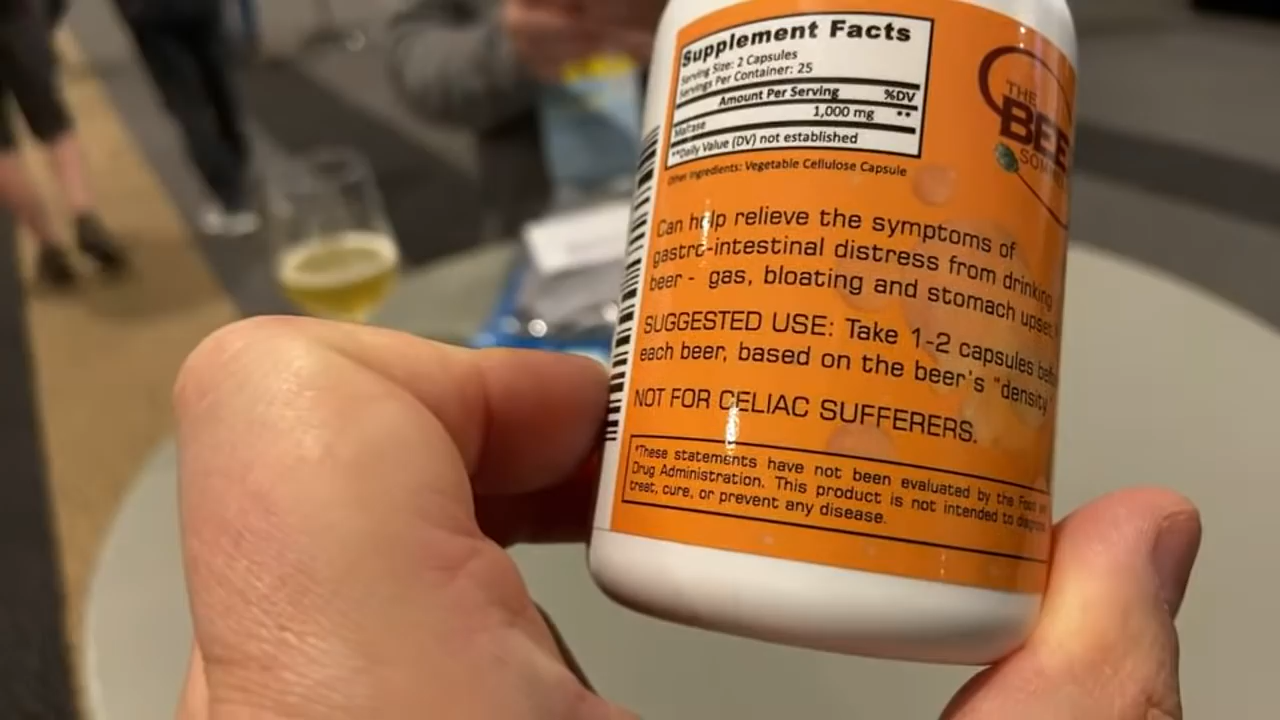 Supplement Facts
Serving Size: 2 Capsules
Servings Per Container: 25
Amount Per Serving %DV
Maltase 1,000 mg **
**Daily Value (DV) not established
Other Ingredients: Vegetable Cellulose Capsule
THE
BEE
Can help relieve the symptoms of
gastro-intestinal distress from drinking
beer - gas, bloating and stomach upset.
SUGGESTED USE: Take 1-2 capsules
each beer, based on the beer's "density"
NOT FOR CELIAC SUFFERERS.
*These statements have not been evaluated by the Food
Drug Administration. This product is not intended to
treat, cure, or prevent any disease.